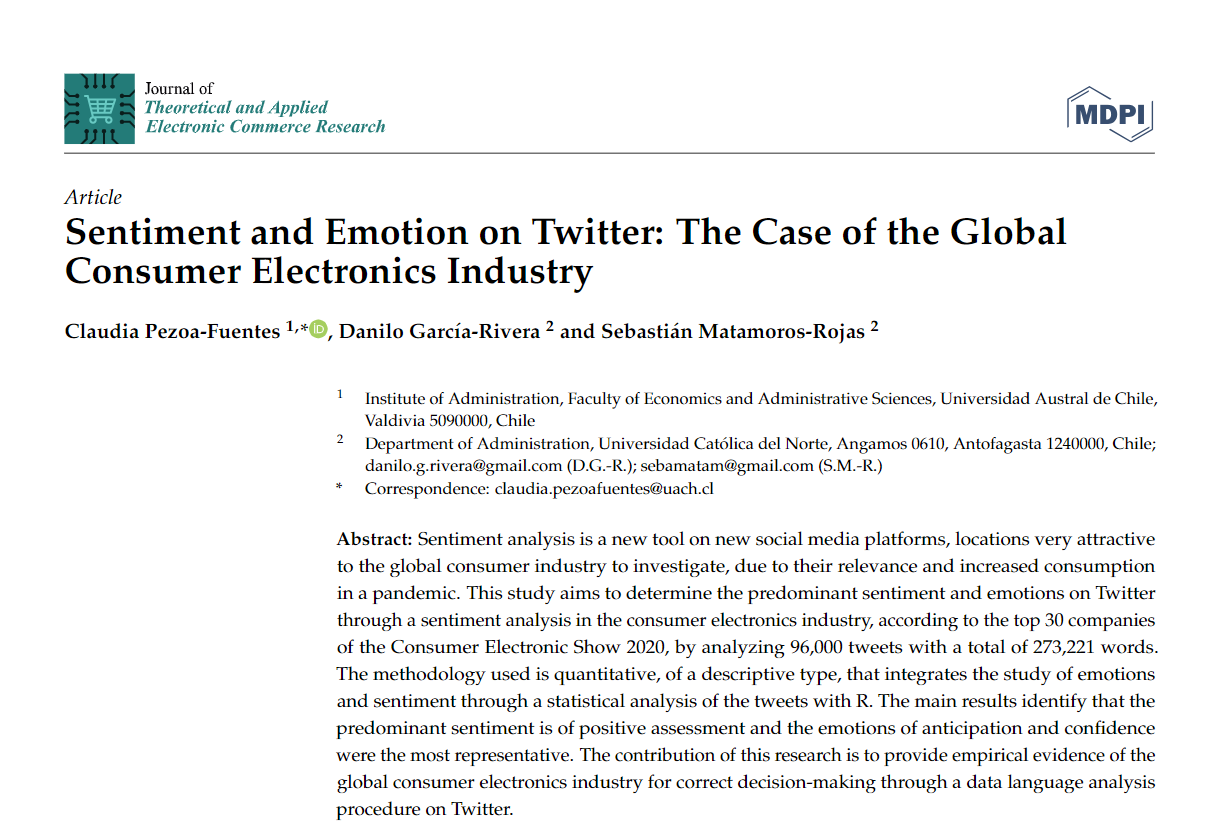 Journal of
Theoretical and Applied
Electronic Commerce Research
MDPI
Article
Sentiment and Emotion on Twitter: The Case of the Global
Consumer Electronics Industry
Claudia Pezoa-Fuentes 1,* iD, Danilo García-Rivera 2 and Sebastián Matamoros-Rojas 2
1 Institute of Administration, Faculty of Economics and Administrative Sciences, Universidad Austral de Chile,
Valdivia 5090000, Chile
2 Department of Administration, Universidad Católica del Norte, Angamos 0610, Antofagasta 1240000, Chile;
danilo.g.rivera@gmail.com (D.G.-R.); sebamatam@gmail.com (S.M.-R.)
* Correspondence: claudia.pezoafuentes@uach.cl
Abstract: Sentiment analysis is a new tool on new social media platforms, locations very attractive
to the global consumer industry to investigate, due to their relevance and increased consumption
in a pandemic. This study aims to determine the predominant sentiment and emotions on Twitter
through a sentiment analysis in the consumer electronics industry, according to the top 30 companies
of the Consumer Electronic Show 2020, by analyzing 96,000 tweets with a total of 273,221 words.
The methodology used is quantitative, of a descriptive type, that integrates the study of emotions
and sentiment through a statistical analysis of the tweets with R. The main results identify that the
predominant sentiment is of positive assessment and the emotions of anticipation and confidence
were the most representative. The contribution of this research is to provide empirical evidence of the
global consumer electronics industry for correct decision-making through a data language analysis
procedure on Twitter.